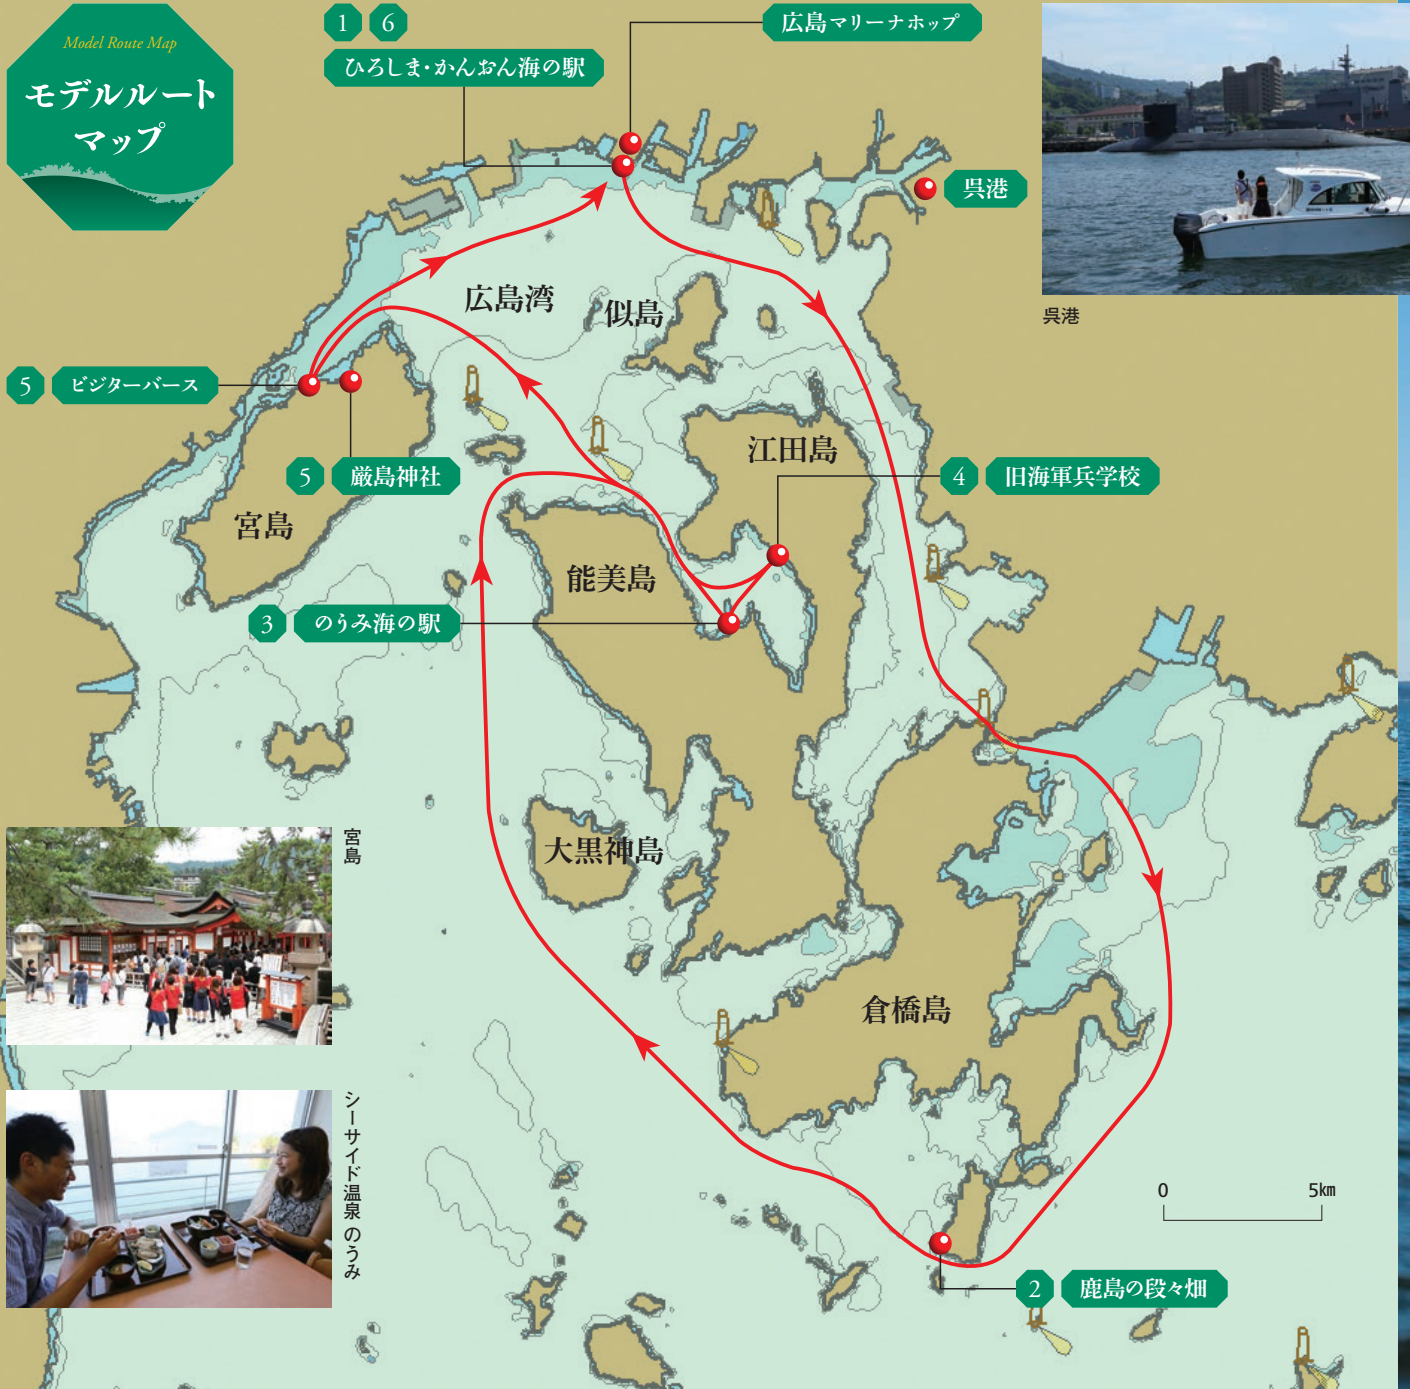 Model Route Map
モデルルート
マップ
1 6
ひろしま・かんおん海の駅
広島マリーナホップ
呉港
呉港
広島湾
似島
5 ビジターバース
5 厳島神社
江田島
4 旧海軍兵学校
宮島
能美島
3 のうみ海の駅
大黒神島
宮島
倉橋島
シーサイド温泉 のうみ
0 5km
2 鹿島の段々畑